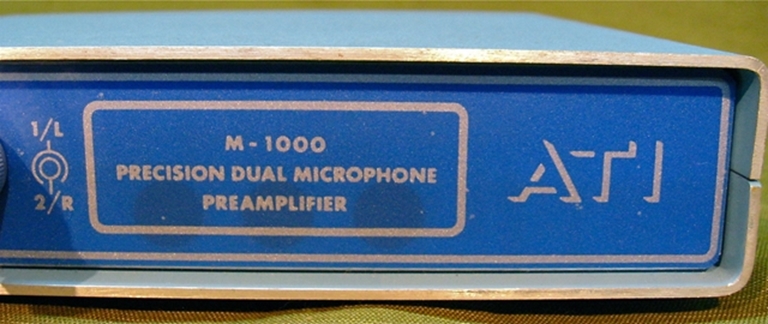 1/L
2/R
M-1000
PRECISION DUAL MICROPHONE
PREAMPLIFIER
ATI